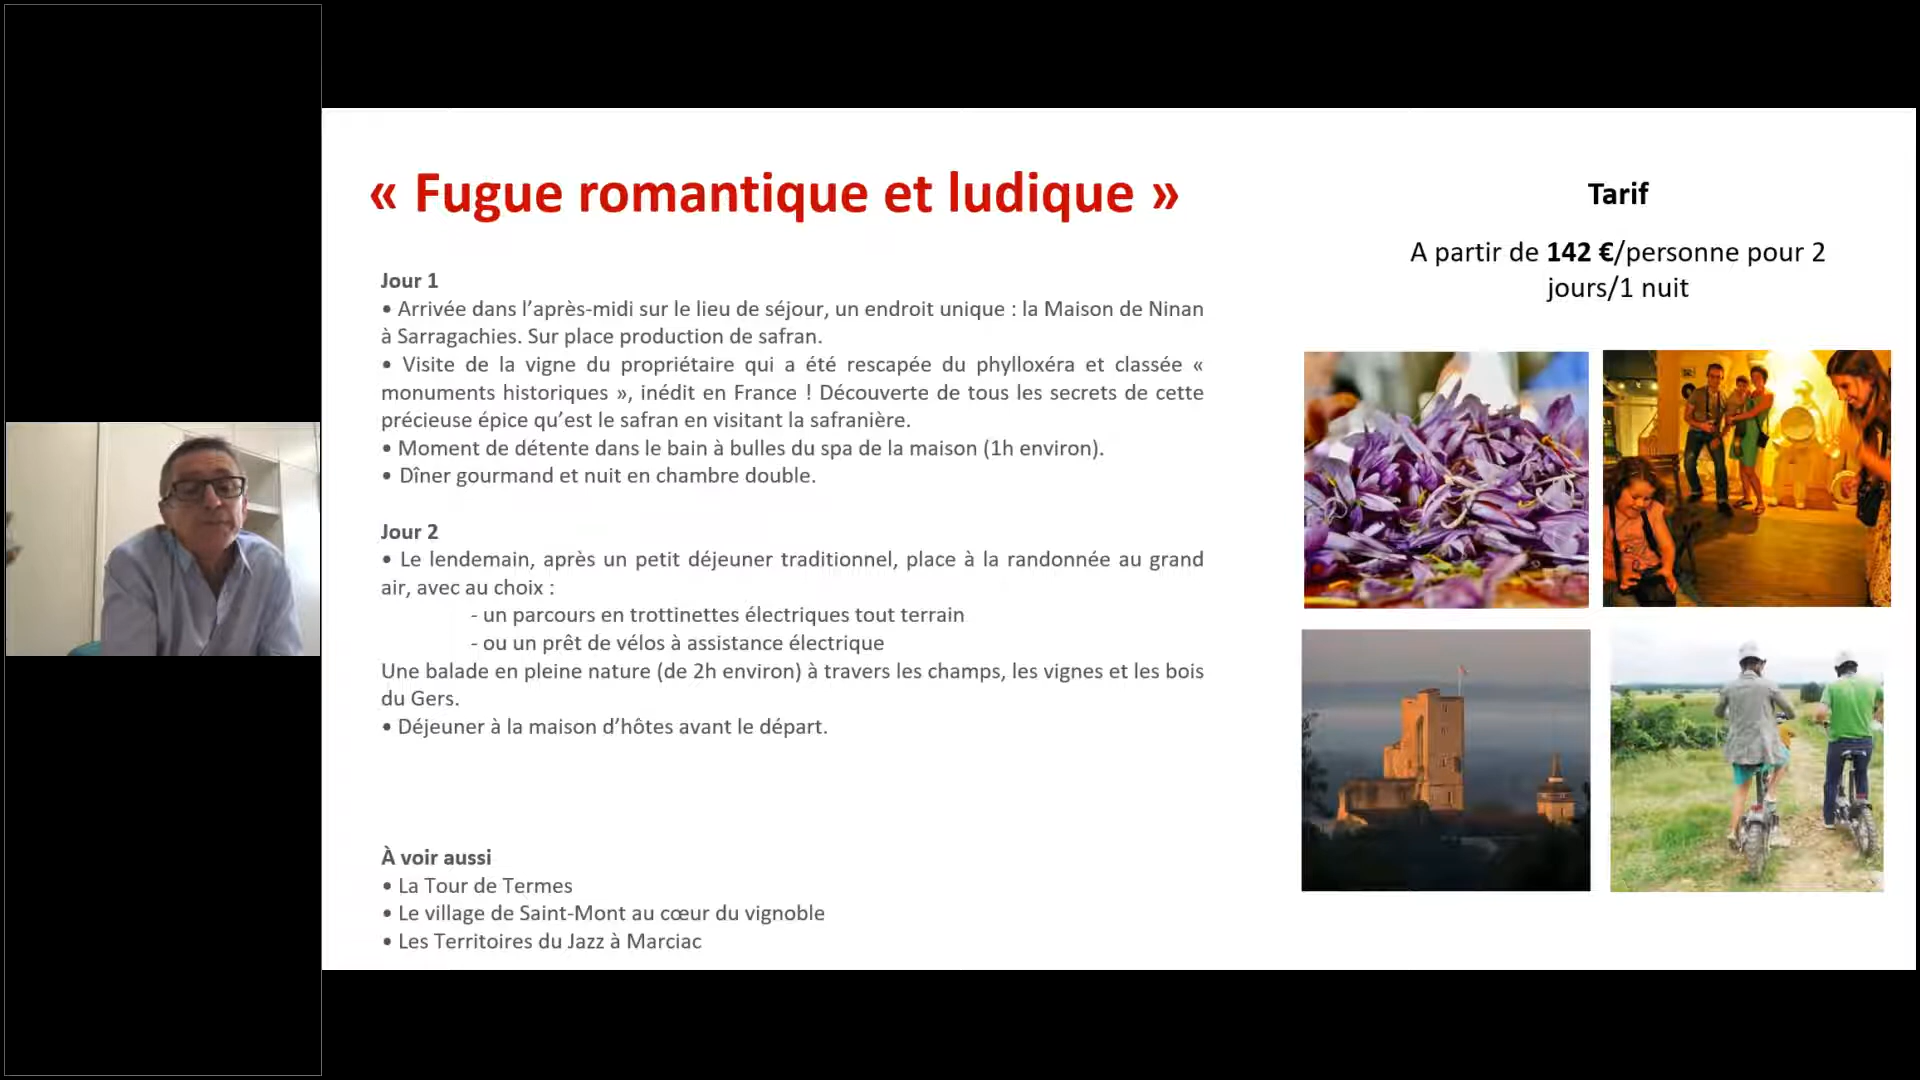 « Fugue romantique et ludique »
Jour 1
• Arrivée dans l’après-midi sur le lieu de séjour, un endroit unique : la Maison de Ninan
à Sarragachies. Sur place production de safran.
• Visite de la vigne du propriétaire qui a été rescapée du phylloxéra et classée «
monuments historiques », inédit en France ! Découverte de tous les secrets de cette
précieuse épice qu’est le safran en visitant la safranière.
• Moment de détente dans le bain à bulles du spa de la maison (1h environ).
• Dîner gourmand et nuit en chambre double.
Jour 2
• Le lendemain, après un petit déjeuner traditionnel, place à la randonnée au grand
air, avec au choix :
- un parcours en trottinettes électriques tout terrain
- ou un prêt de vélos à assistance électrique
Une balade en pleine nature (de 2h environ) à travers les champs, les vignes et les bois
du Gers.
• Déjeuner à la maison d’hôtes avant le départ.
À voir aussi
• La Tour de Termes
• Le village de Saint-Mont au cœur du vignoble
• Les Territoires du Jazz à Marciac
Tarif
A partir de 142 €/personne pour 2
jours/1 nuit